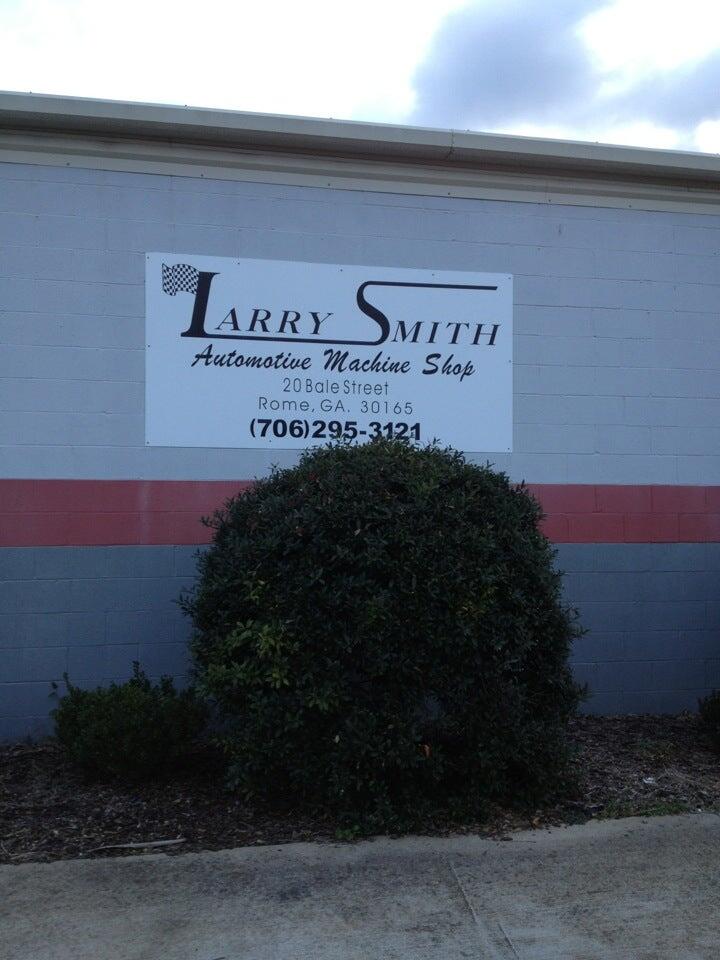 LARRY SMITH
Automotive Machine Shop
20 Bale Street
Rome, GA. 30165
(706)295-3121